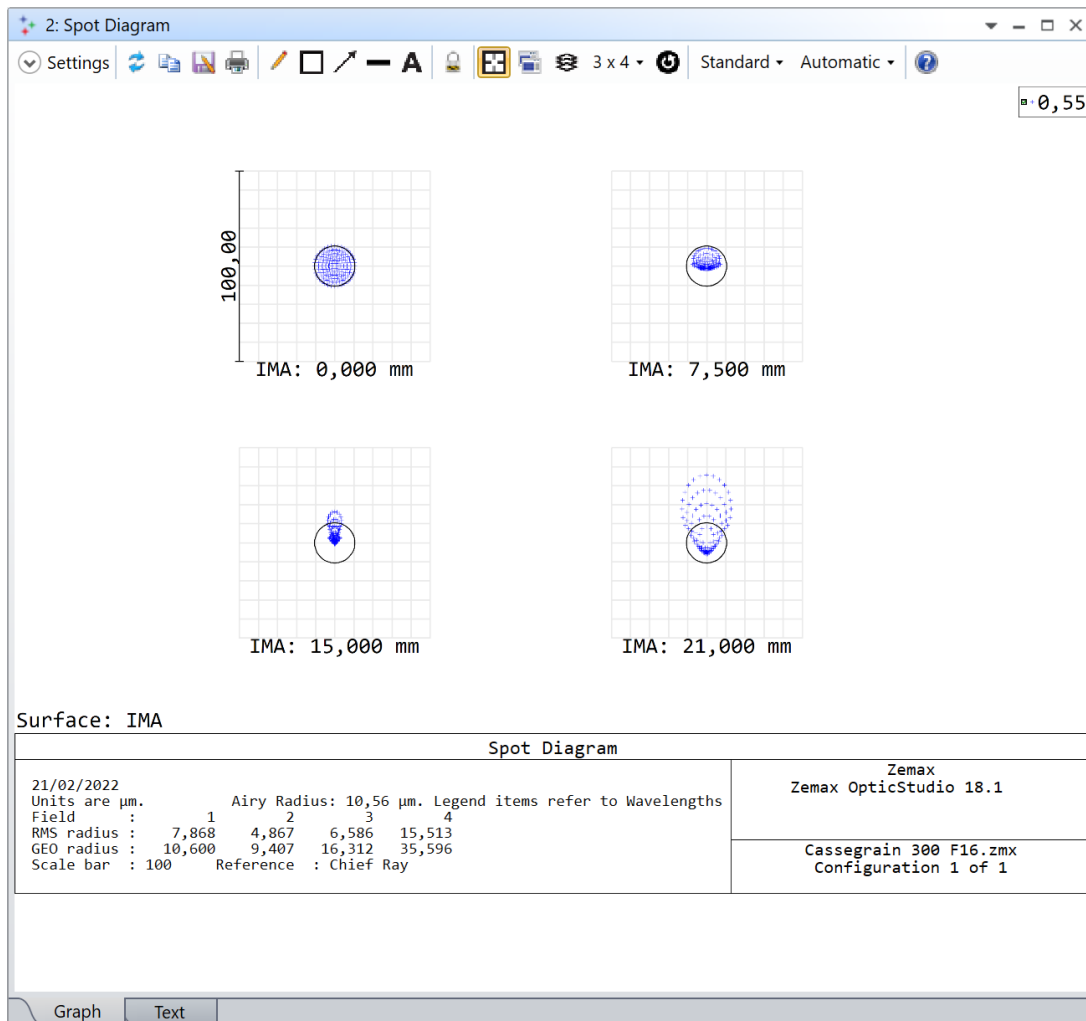 2: Spot Diagram
Settings A 3 x 4 Standard Automatic ?
0,55
100,00
IMA: 0,000 mm IMA: 7,500 mm
IMA: 15,000 mm IMA: 21,000 mm
Surface: IMA
Spot Diagram
21/02/2022
Units are µm. Airy Radius: 10,56 µm. Legend items refer to Wavelengths
Field : 1 2 3 4
RMS radius : 7,868 4,867 6,586 15,513
GEO radius : 10,600 9,407 16,312 35,596
Scale bar : 100 Reference : Chief Ray
Zemax
Zemax OpticStudio 18.1
Cassegrain 300 F16.zmx
Configuration 1 of 1
Graph Text